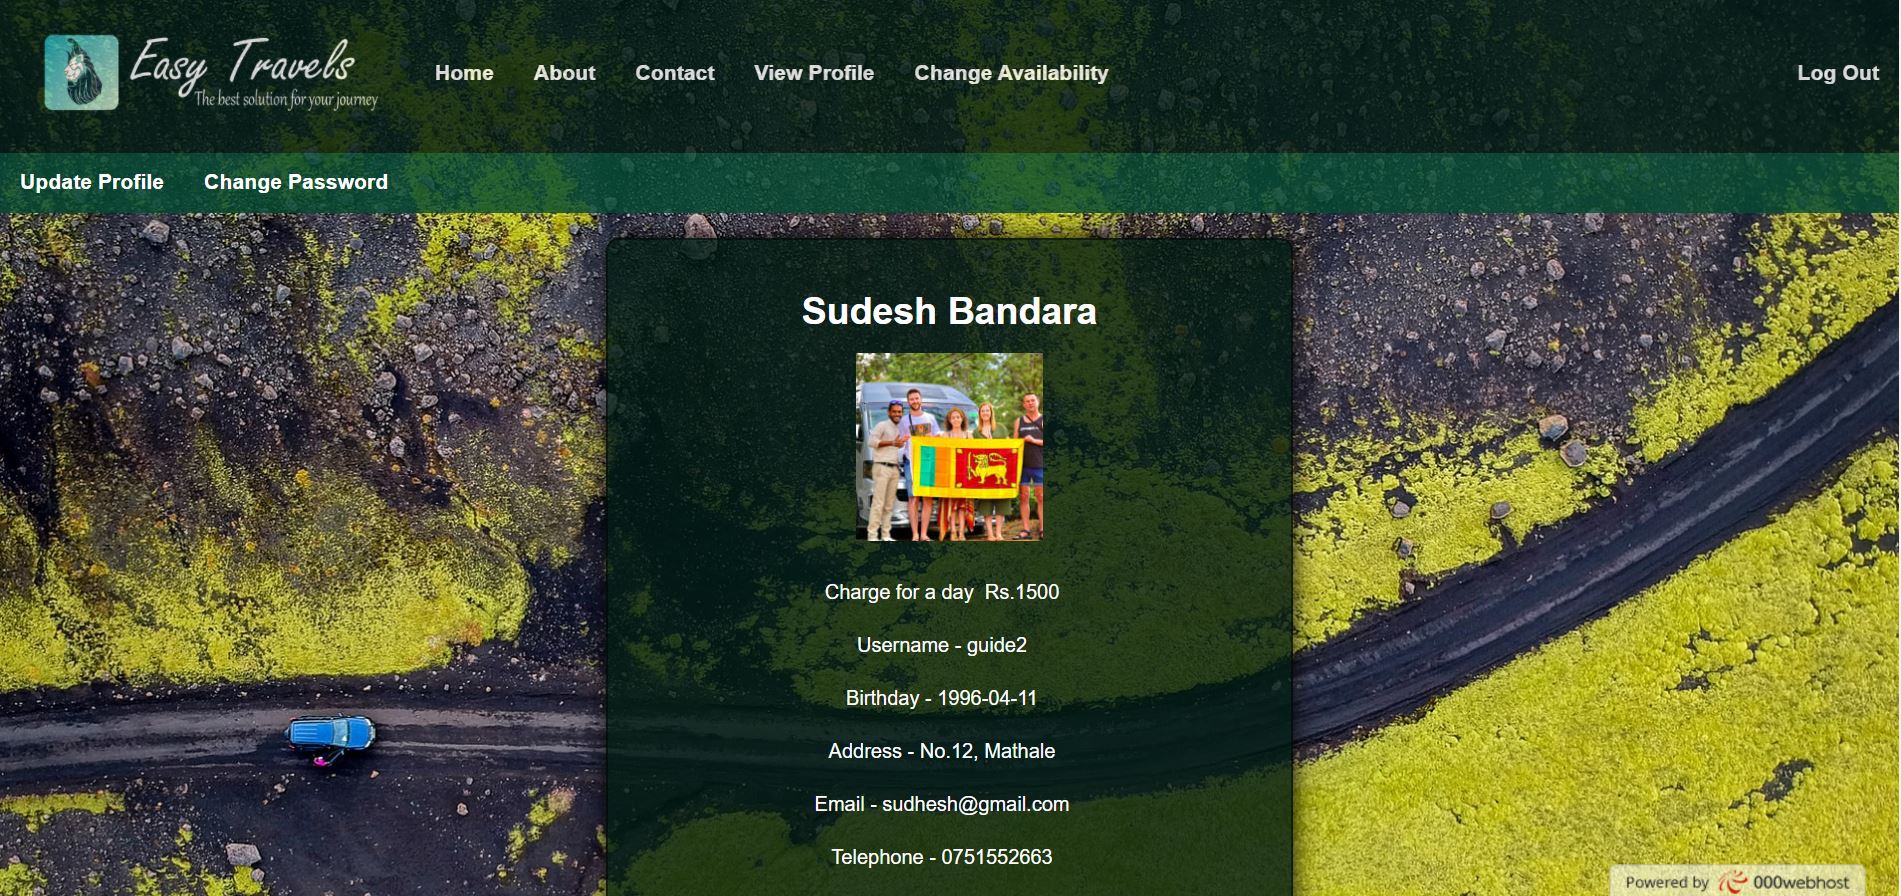 Easy Travels
The best solution for your journey
Home About Contact View Profile Change Availability Log Out
Update Profile Change Password
Sudesh Bandara
Charge for a day  Rs.1500
Username - guide2
Birthday - 1996-04-11
Address - No.12, Mathale
Email - sudhesh@gmail.com
Telephone - 0751552663
Powered by 000webhost